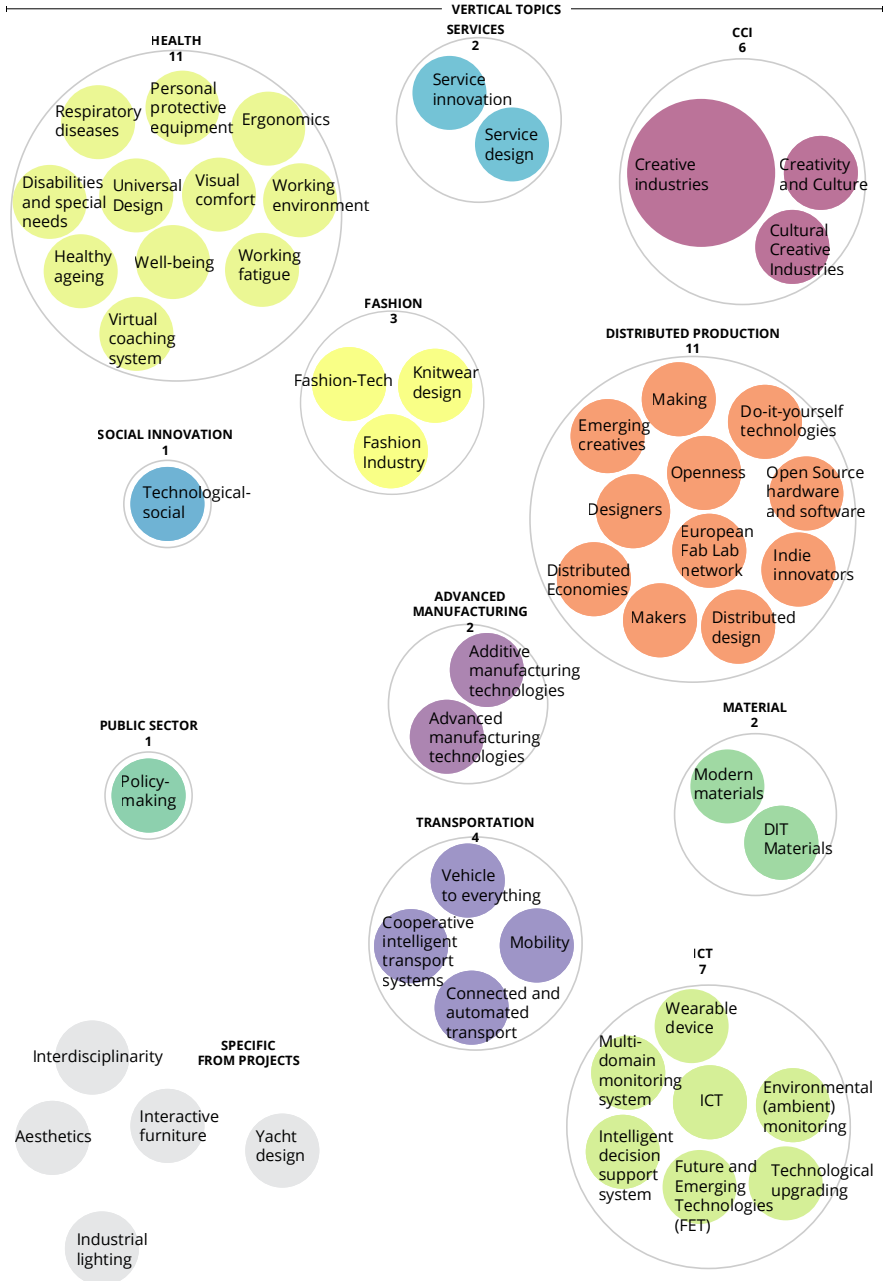 VERTICAL TOPICS
HEALTH
11
Respiratory
diseases
Personal
protective
equipment
Ergonomics
Disabilities
and special
needs
Universal
Design
Visual
comfort
Working
environment
Healthy
ageing
Well-being
Working
fatigue
Virtual
coaching
system
SERVICES
2
Service
innovation
Service
design
CCI
6
Creative
industries
Creativity
and Culture
Cultural
Creative
Industries
FASHION
3
Fashion-Tech
Knitwear
design
Fashion
Industry
DISTRIBUTED PRODUCTION
11
Making
Emerging
creatives
Do-it-yourself
technologies
Openness
Open Source
hardware
and software
Designers
European
Fab Lab
network
Indie
innovators
Distributed
Economies
Makers
Distributed
design
SOCIAL INNOVATION
1
Technological-
social
ADVANCED
MANUFACTURING
2
Additive
manufacturing
technologies
Advanced
manufacturing
technologies
PUBLIC SECTOR
1
Policy-
making
MATERIAL
2
Modern
materials
DIT
Materials
TRANSPORTATION
4
Vehicle
to everything
Cooperative
intelligent
transport
systems
Mobility
Connected and
automated
transport
ICT
7
Wearable
device
Multi-
domain
monitoring
system
ICT
Environmental
(ambient)
monitoring
Intelligent
decision
support
system
Future and
Emerging
Technologies
(FET)
Technological
upgrading
SPECIFIC
FROM PROJECTS
Interdisciplinarity
Aesthetics
Interactive
furniture
Yacht
design
Industrial
lighting